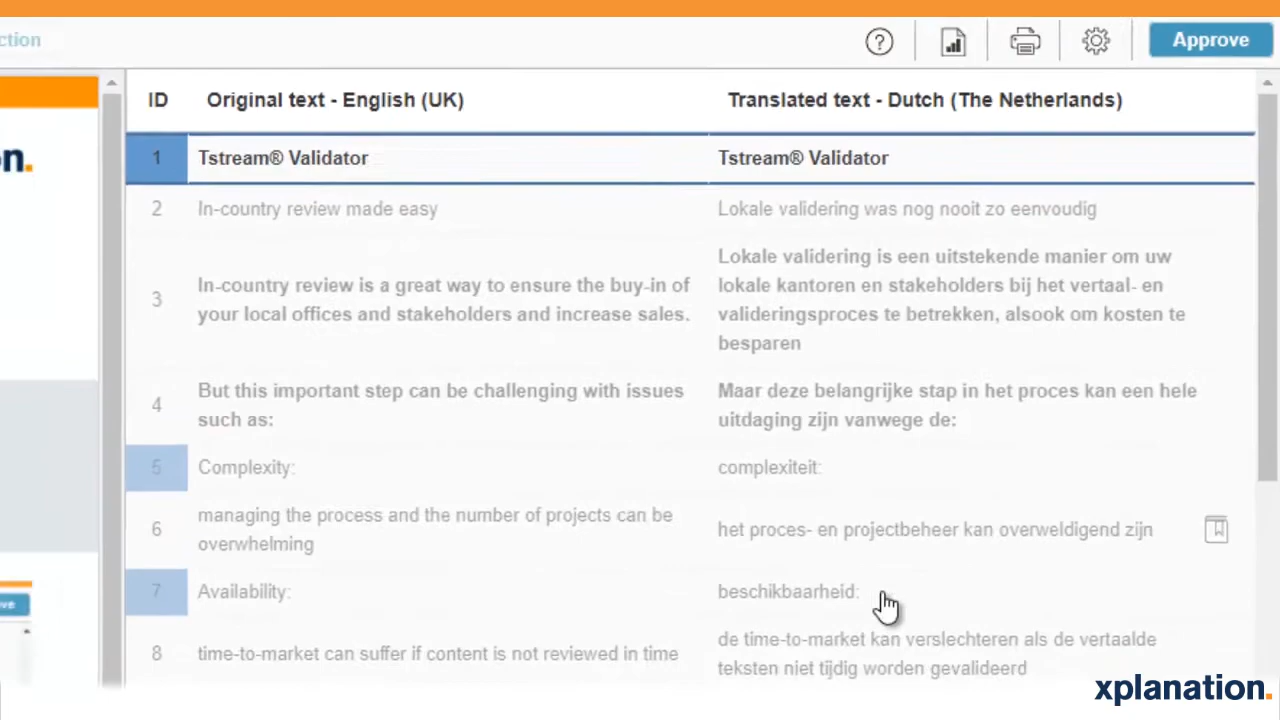 ction
Approve
n.
ve
ID Original text - English (UK) Translated text - Dutch (The Netherlands)
1 Tstream® Validator Tstream® Validator
2 In-country review made easy Lokale validering was nog nooit zo eenvoudig
3
In-country review is a great way to ensure the buy-in of
your local offices and stakeholders and increase sales.
Lokale validering is een uitstekende manier om uw
lokale kantoren en stakeholders bij het vertaal- en
valideringsproces te betrekken, alsook om kosten te
besparen
4
But this important step can be challenging with issues
such as:
Maar deze belangrijke stap in het proces kan een hele
uitdaging zijn vanwege de:
5 Complexity: complexiteit:
6
managing the process and the number of projects can be
overwhelming
het proces- en projectbeheer kan overweldigend zijn
7 Availability: beschikbaarheid:
8 time-to-market can suffer if content is not reviewed in time
de time-to-market kan verslechteren als de vertaalde
teksten niet tijdig worden gevalideerd
xplanation.